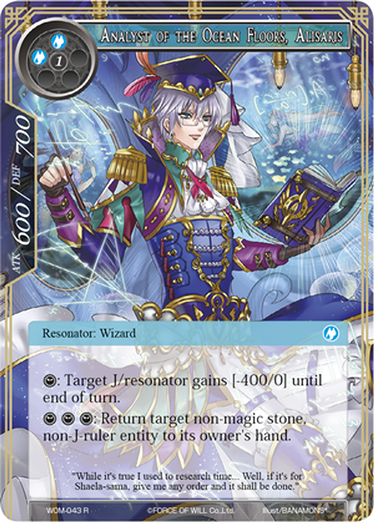 Analyst of the Ocean Floors, Alisaris
1
ATK 600 / DEF 700
Resonator: Wizard
: Target J/resonator gains [-400/0] until
end of turn.
: Return target non-magic stone,
non-J-ruler entity to its owner's hand.
"While it's true I used to research time... Well, if it's for
Shaela-sama, give me any order and it shall be done."
WOM-043 R
©FORCE OF WILL Co.,Ltd.
Illust/BANAMONS*